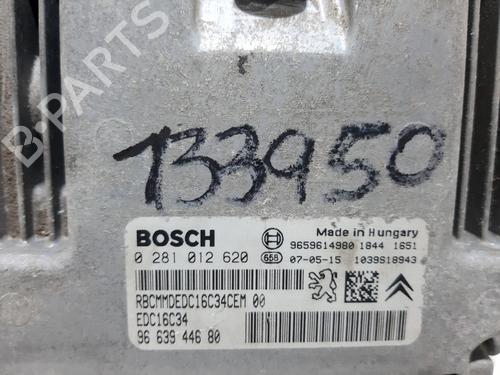 B-PARTS
133950
BOSCH
Made in Hungary
9659614980 1844 1651
0 281 012 620
658 07-05-15 1039S18943
RBCMMDEDC16C34CEM 00
EDC16C34
96 639 446 80